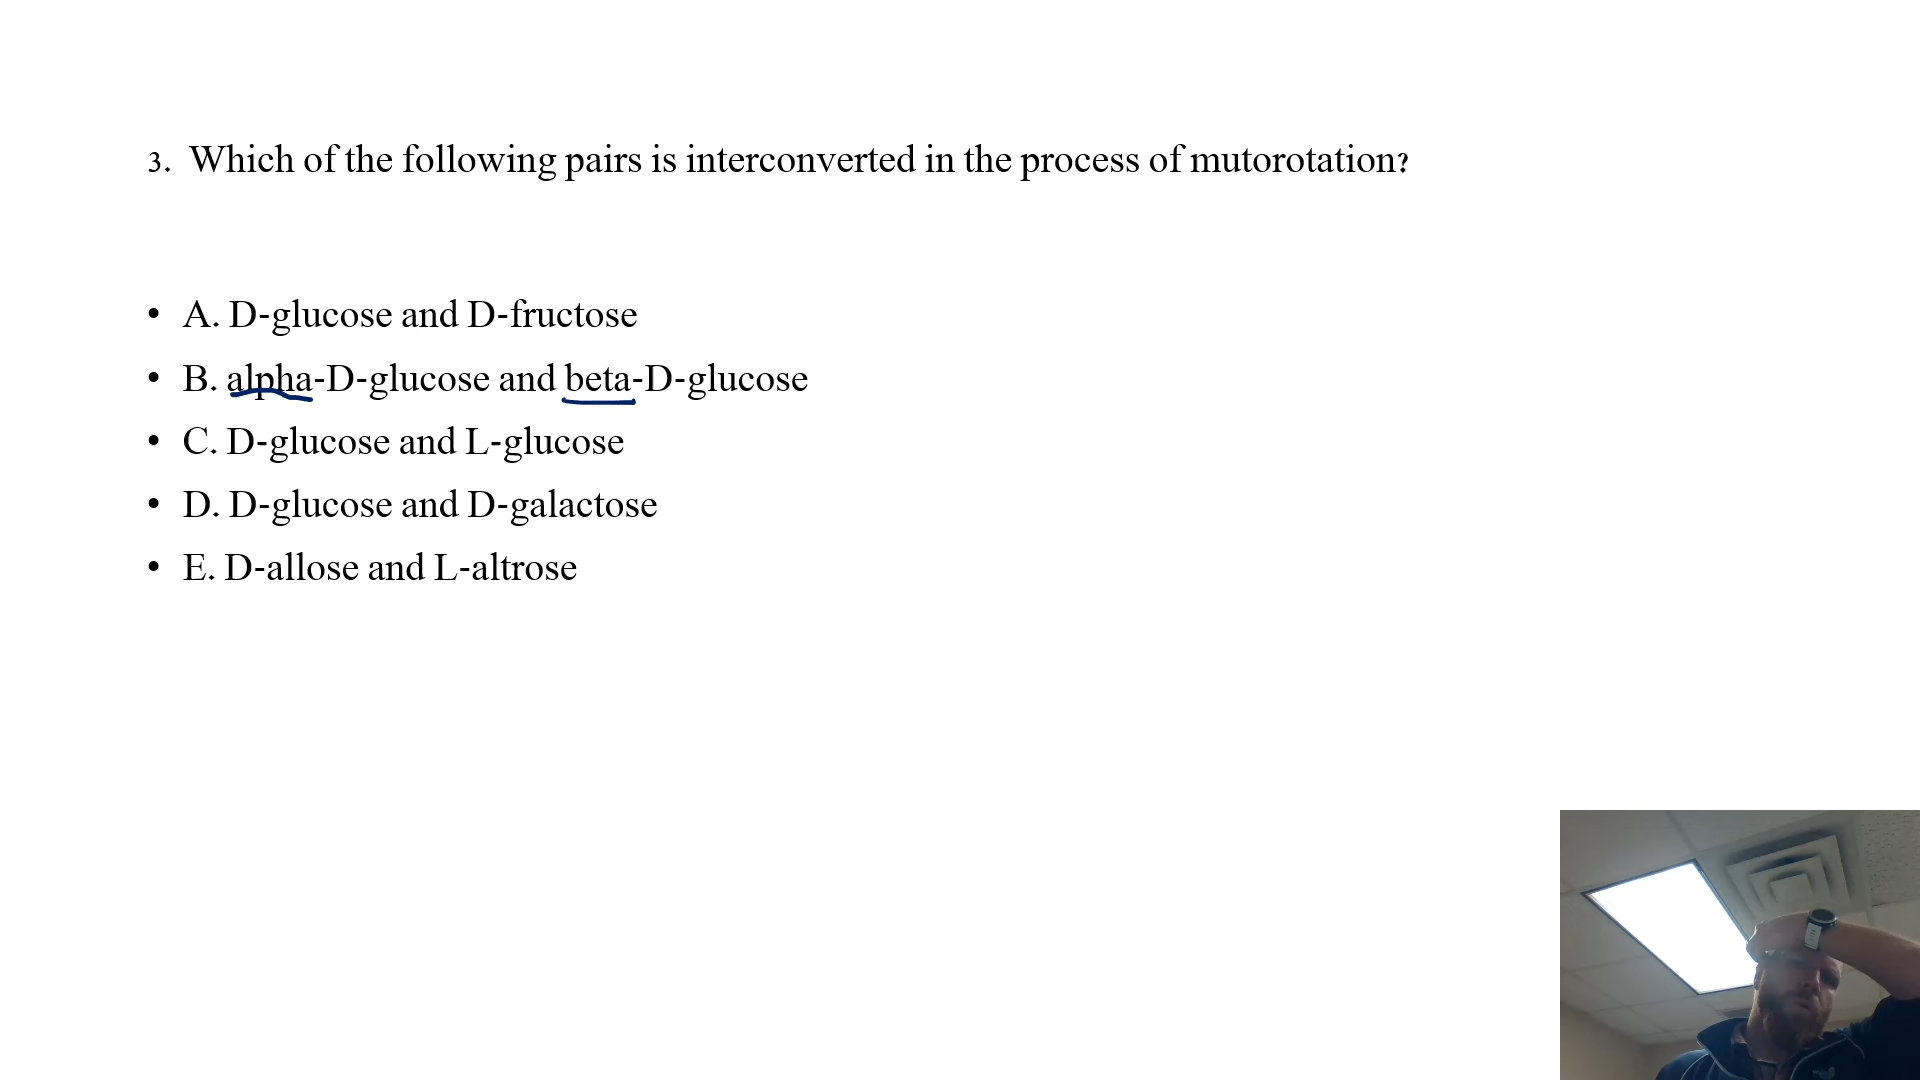 3. Which of the following pairs is interconverted in the process of mutorotation?
• A. D-glucose and D-fructose
• B. alpha-D-glucose and beta-D-glucose
• C. D-glucose and L-glucose
• D. D-glucose and D-galactose
• E. D-allose and L-altrose